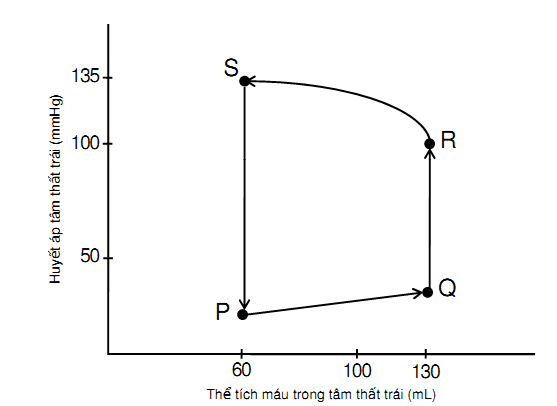 S
135
R
100
50
Q
P
60
100
130
Huyết áp tâm thất trái (mmHg)
Thể tích máu trong tâm thất trái (mL)